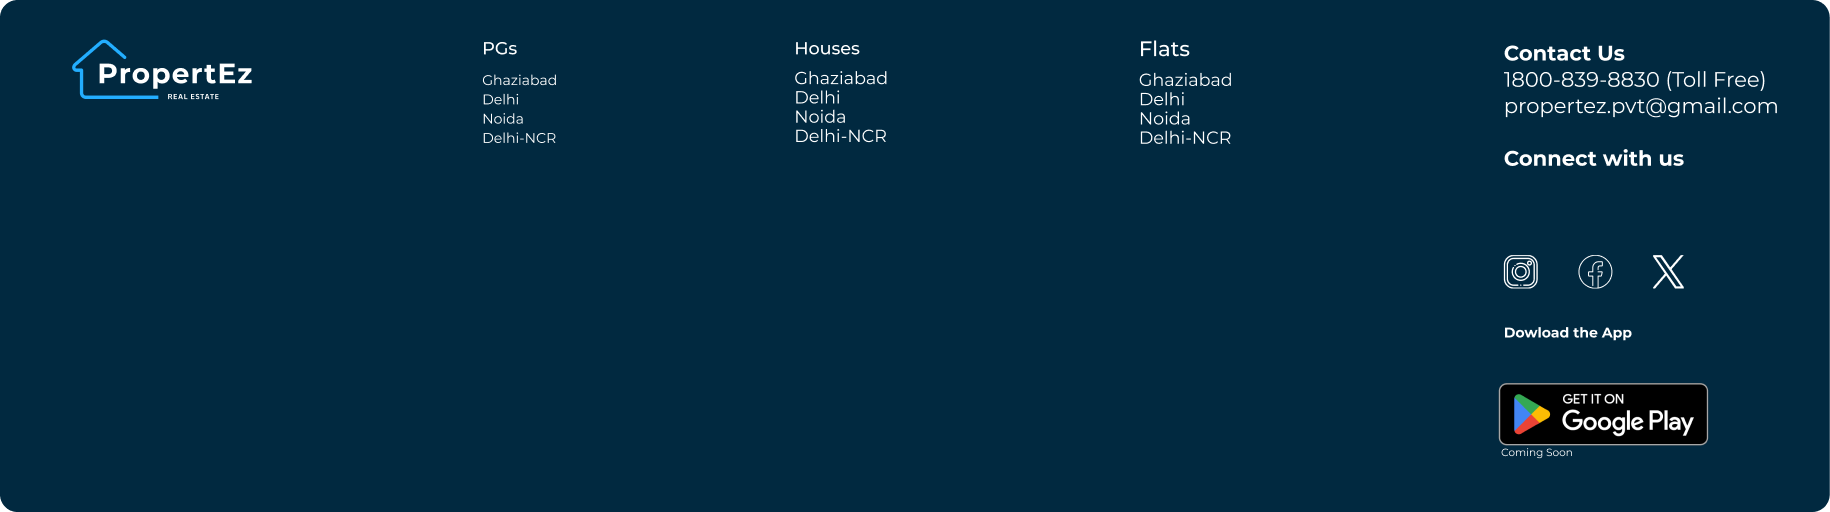 PropertEz
REAL ESTATE
PGs
Ghaziabad
Delhi
Noida
Delhi-NCR
Houses
Ghaziabad
Delhi
Noida
Delhi-NCR
Flats
Ghaziabad
Delhi
Noida
Delhi-NCR
Contact Us
1800-839-8830 (Toll Free)
propertez.pvt@gmail.com
Connect with us
Dowload the App
GET IT ON
Google Play
Coming Soon